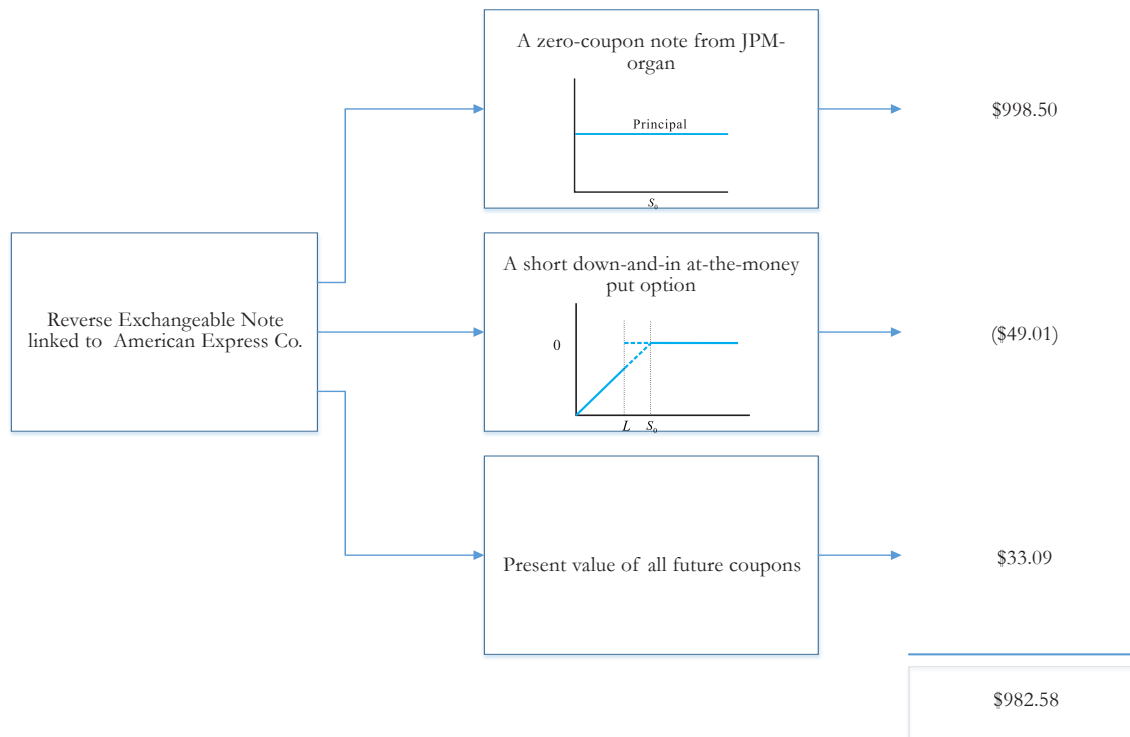 A zero-coupon note from JPM-
organ
Principal
S₀
$998.50
Reverse Exchangeable Note
linked to American Express Co.
A short down-and-in at-the-money
put option
0
L S₀
($49.01)
Present value of all future coupons
$33.09
$982.58